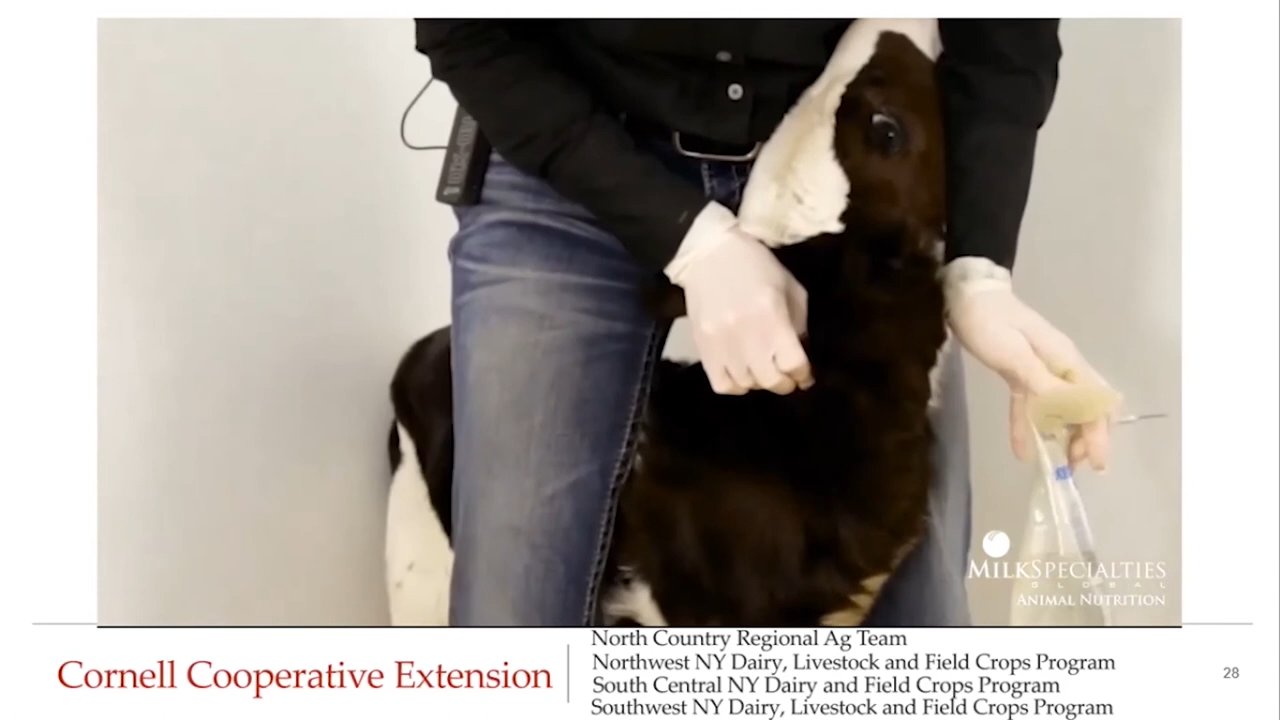 MILKSPECIALTIES
GLOBAL
ANIMAL NUTRITION
Cornell Cooperative Extension
North Country Regional Ag Team
Northwest NY Dairy, Livestock and Field Crops Program
South Central NY Dairy and Field Crops Program
Southwest NY Dairy, Livestock and Field Crops Program
28